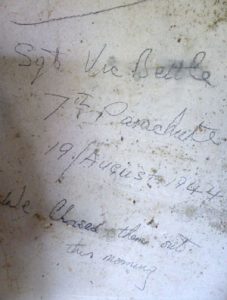 Sgt Vic Bettle
7th Parachute
19/August 1944
We Chased them out
this morning